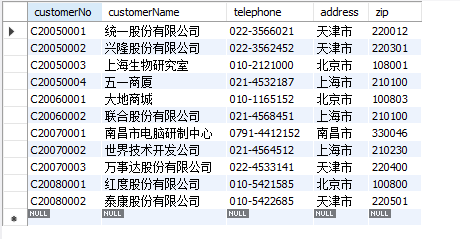 customerNo customerName telephone address zip
C20050001 统一股份有限公司 022-3566021 天津市 220012
C20050002 兴隆股份有限公司 022-3562452 天津市 220301
C20050003 上海生物研究室 010-2121000 北京市 108001
C20050004 五一商厦 021-4532187 上海市 210100
C20060001 大地商城 010-1165152 北京市 100803
C20060002 联合股份有限公司 021-4568451 上海市 210100
C20070001 南昌市电脑研制中心 0791-4412152 南昌市 330046
C20070002 世界技术开发公司 021-4564512 上海市 210230
C20070003 万事达股份有限公司 022-4533141 天津市 220400
C20080001 红度股份有限公司 010-5421585 北京市 100800
C20080002 泰康股份有限公司 010-5422685 天津市 220501
NULL NULL NULL NULL NULL